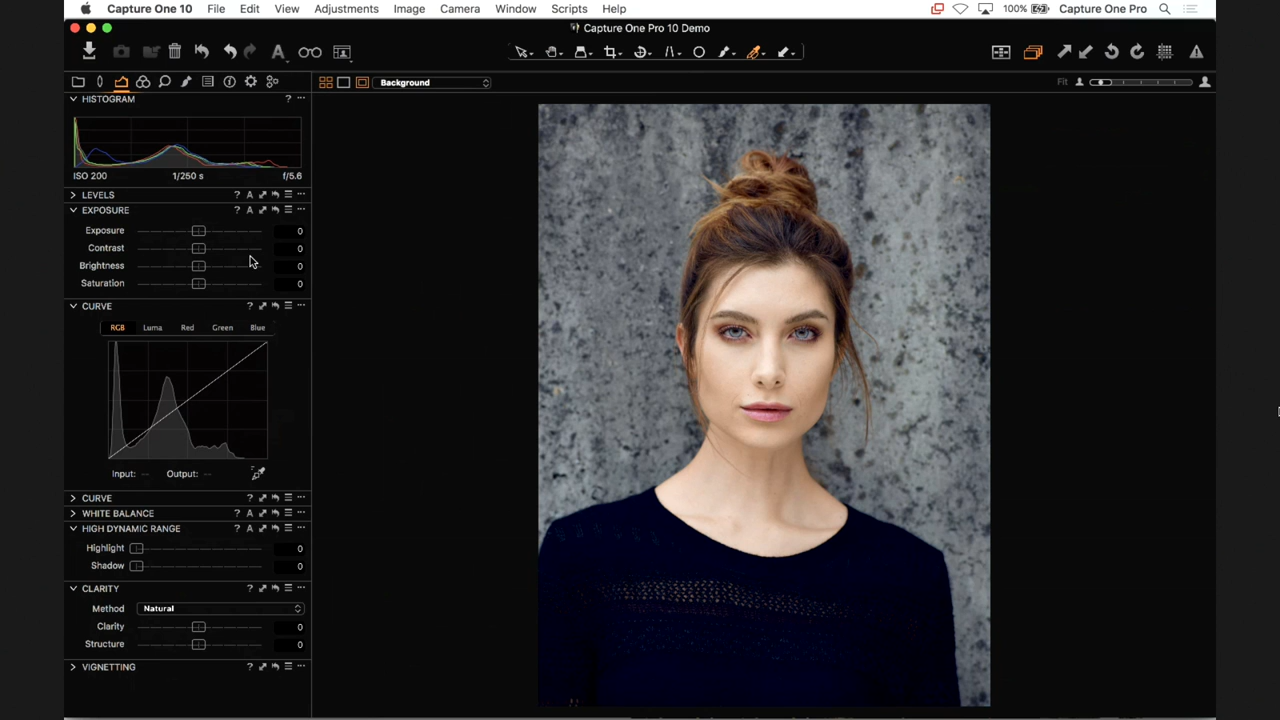 Capture One 10 File Edit View Adjustments Image Camera Window Scripts Help 100% Capture One Pro
Capture One Pro 10 Demo
Background Fit
HISTOGRAM ? ...
ISO 200 1/250 s f/5.6
LEVELS ? A ...
EXPOSURE ? A ...
Exposure 0
Contrast 0
Brightness 0
Saturation 0
CURVE ? ...
RGB Luma Red Green Blue
Input: -- Output: --
CURVE ? ...
WHITE BALANCE ? A ...
HIGH DYNAMIC RANGE ? A ...
Highlight 0
Shadow 0
CLARITY ? ...
Method Natural
Clarity 0
Structure 0
VIGNETTING ? ...